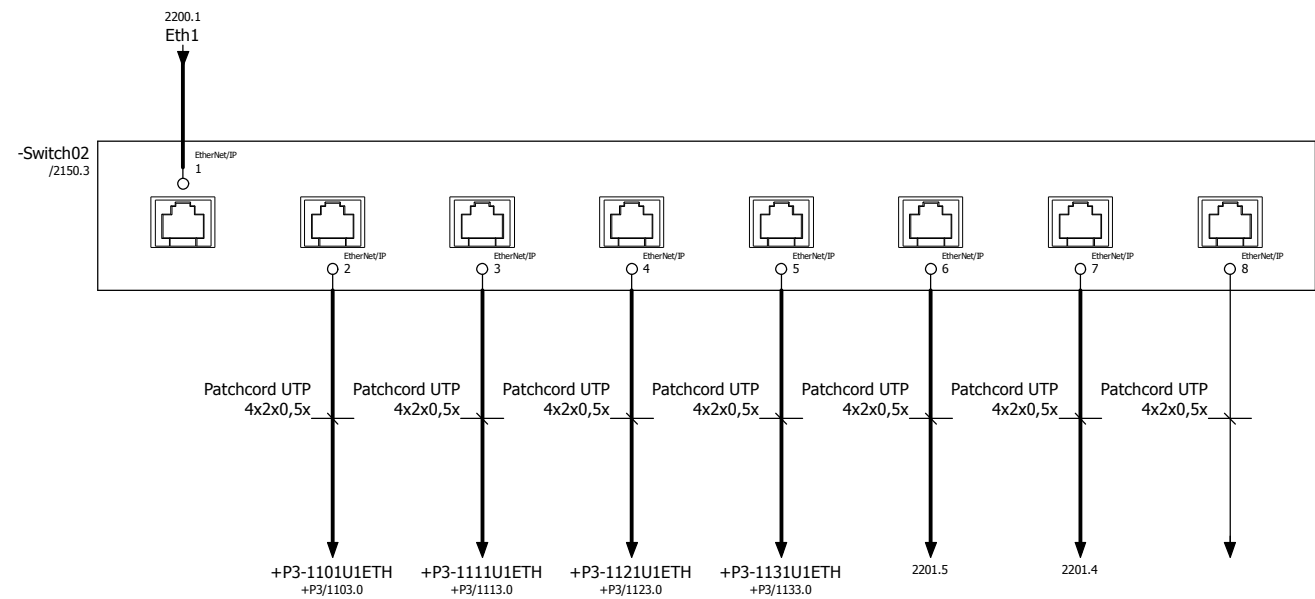 2200.1
Eth1
-Switch02
/2150.3
EtherNet/IP
1
EtherNet/IP
2
EtherNet/IP
3
EtherNet/IP
4
EtherNet/IP
5
EtherNet/IP
6
EtherNet/IP
7
EtherNet/IP
8
Patchcord UTP
4x2x0,5x
Patchcord UTP
4x2x0,5x
Patchcord UTP
4x2x0,5x
Patchcord UTP
4x2x0,5x
Patchcord UTP
4x2x0,5x
Patchcord UTP
4x2x0,5x
Patchcord UTP
4x2x0,5x
+P3-1101U1ETH
+P3/1103.0
+P3-1111U1ETH
+P3/1113.0
+P3-1121U1ETH
+P3/1123.0
+P3-1131U1ETH
+P3/1133.0
2201.5
2201.4